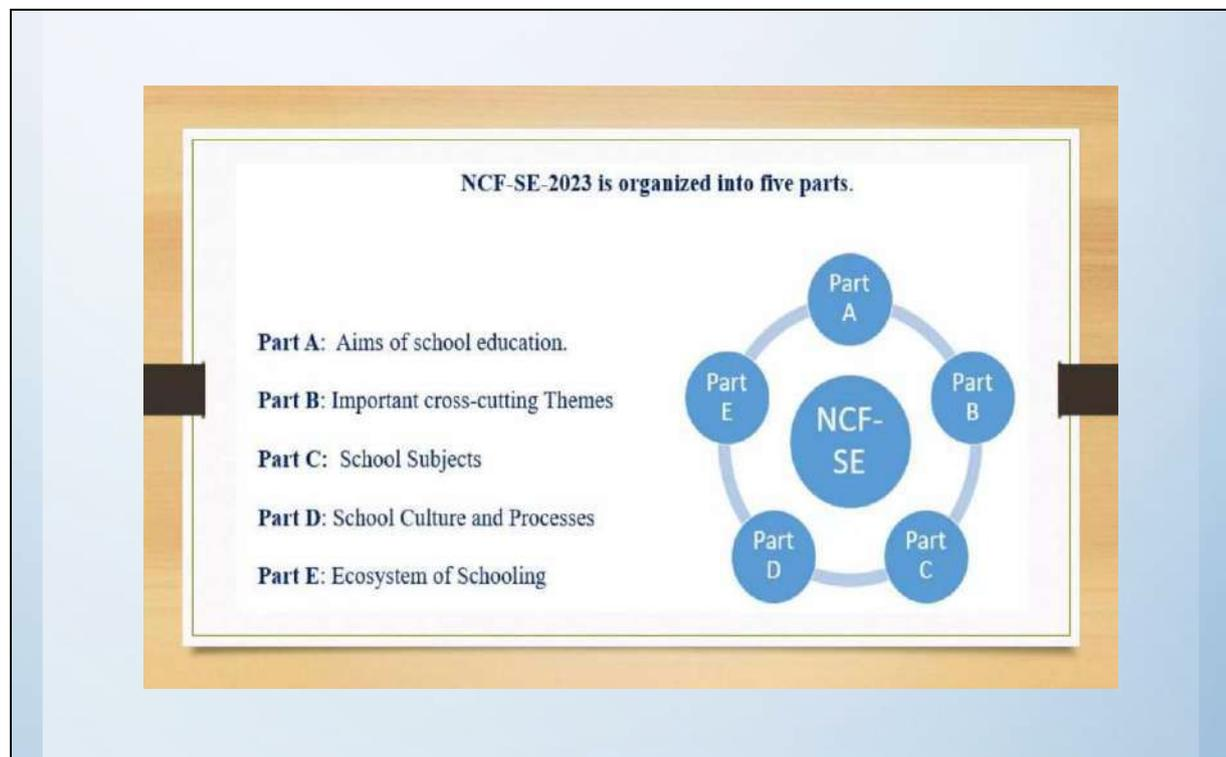 NCF-SE-2023 is organized into five parts.
Part A: Aims of school education.
Part B: Important cross-cutting Themes
Part C: School Subjects
Part D: School Culture and Processes
Part E: Ecosystem of Schooling
Part
A
Part
B
Part
C
Part
D
Part
E
NCF-
SE